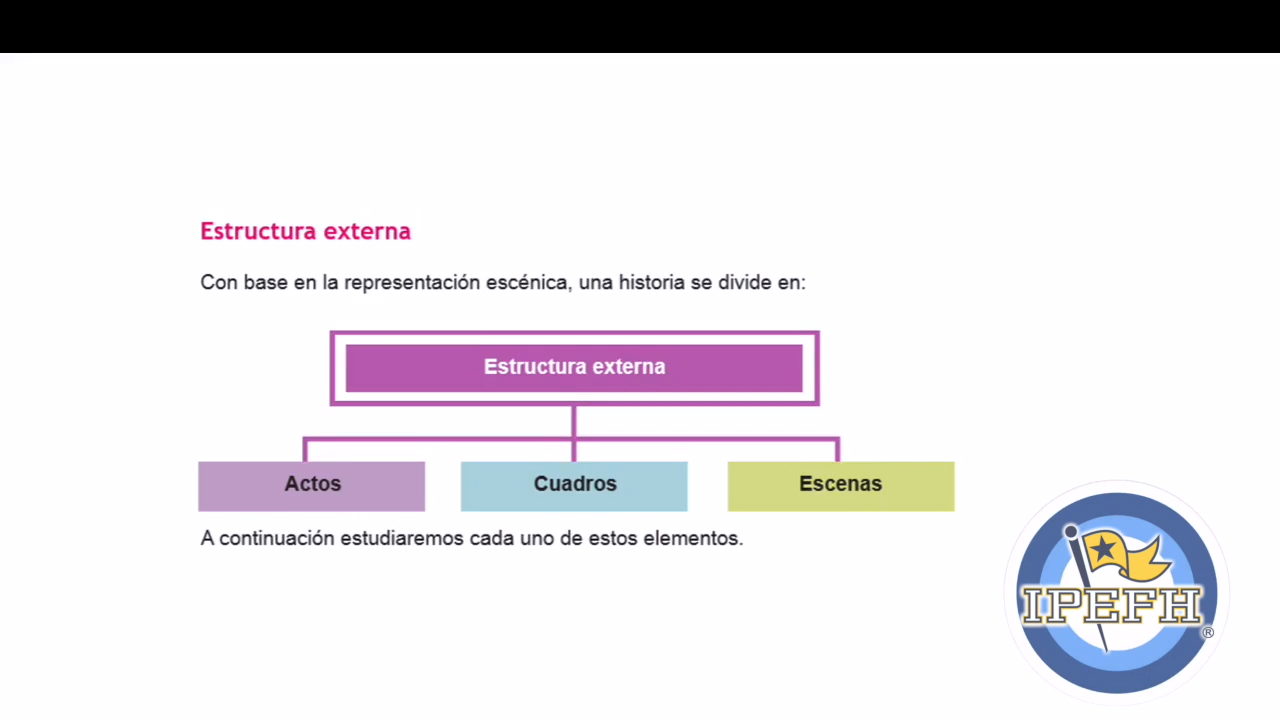 Estructura externa
Con base en la representación escénica, una historia se divide en:
Estructura externa
Actos
Cuadros
Escenas
A continuación estudiaremos cada uno de estos elementos.
IPEFH
®